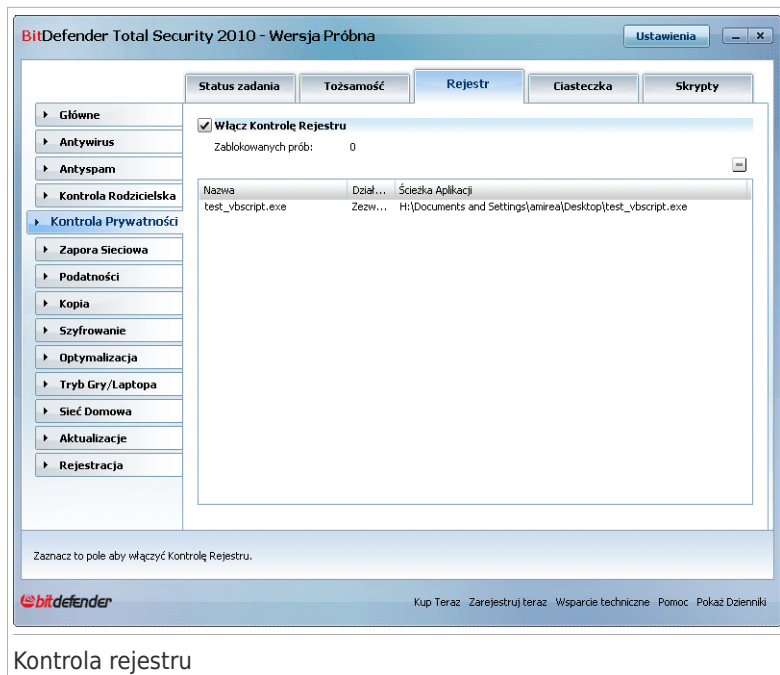 BitDefender Total Security 2010 - Wersja Próbna
Ustawienia
Status zadania Tożsamość Rejestr Ciasteczka Skrypty
Główne
Antywirus
Antyspam
Kontrola Rodzicielska
Kontrola Prywatności
Zapora Sieciowa
Podatności
Kopia
Szyfrowanie
Optymalizacja
Tryb Gry/Laptopa
Sieć Domowa
Aktualizacje
Rejestracja
Włącz Kontrolę Rejestru
Zablokowanych prób: 0
Nazwa Dział... Ścieżka Aplikacji
test_vbscript.exe Zezw... H:\Documents and Settings\amirea\Desktop\test_vbscript.exe
Zaznacz to pole aby włączyć Kontrolę Rejestru.
bitdefender
Kup Teraz Zarejestruj teraz Wsparcie techniczne Pomoc Pokaż Dzienniki
Kontrola rejestru